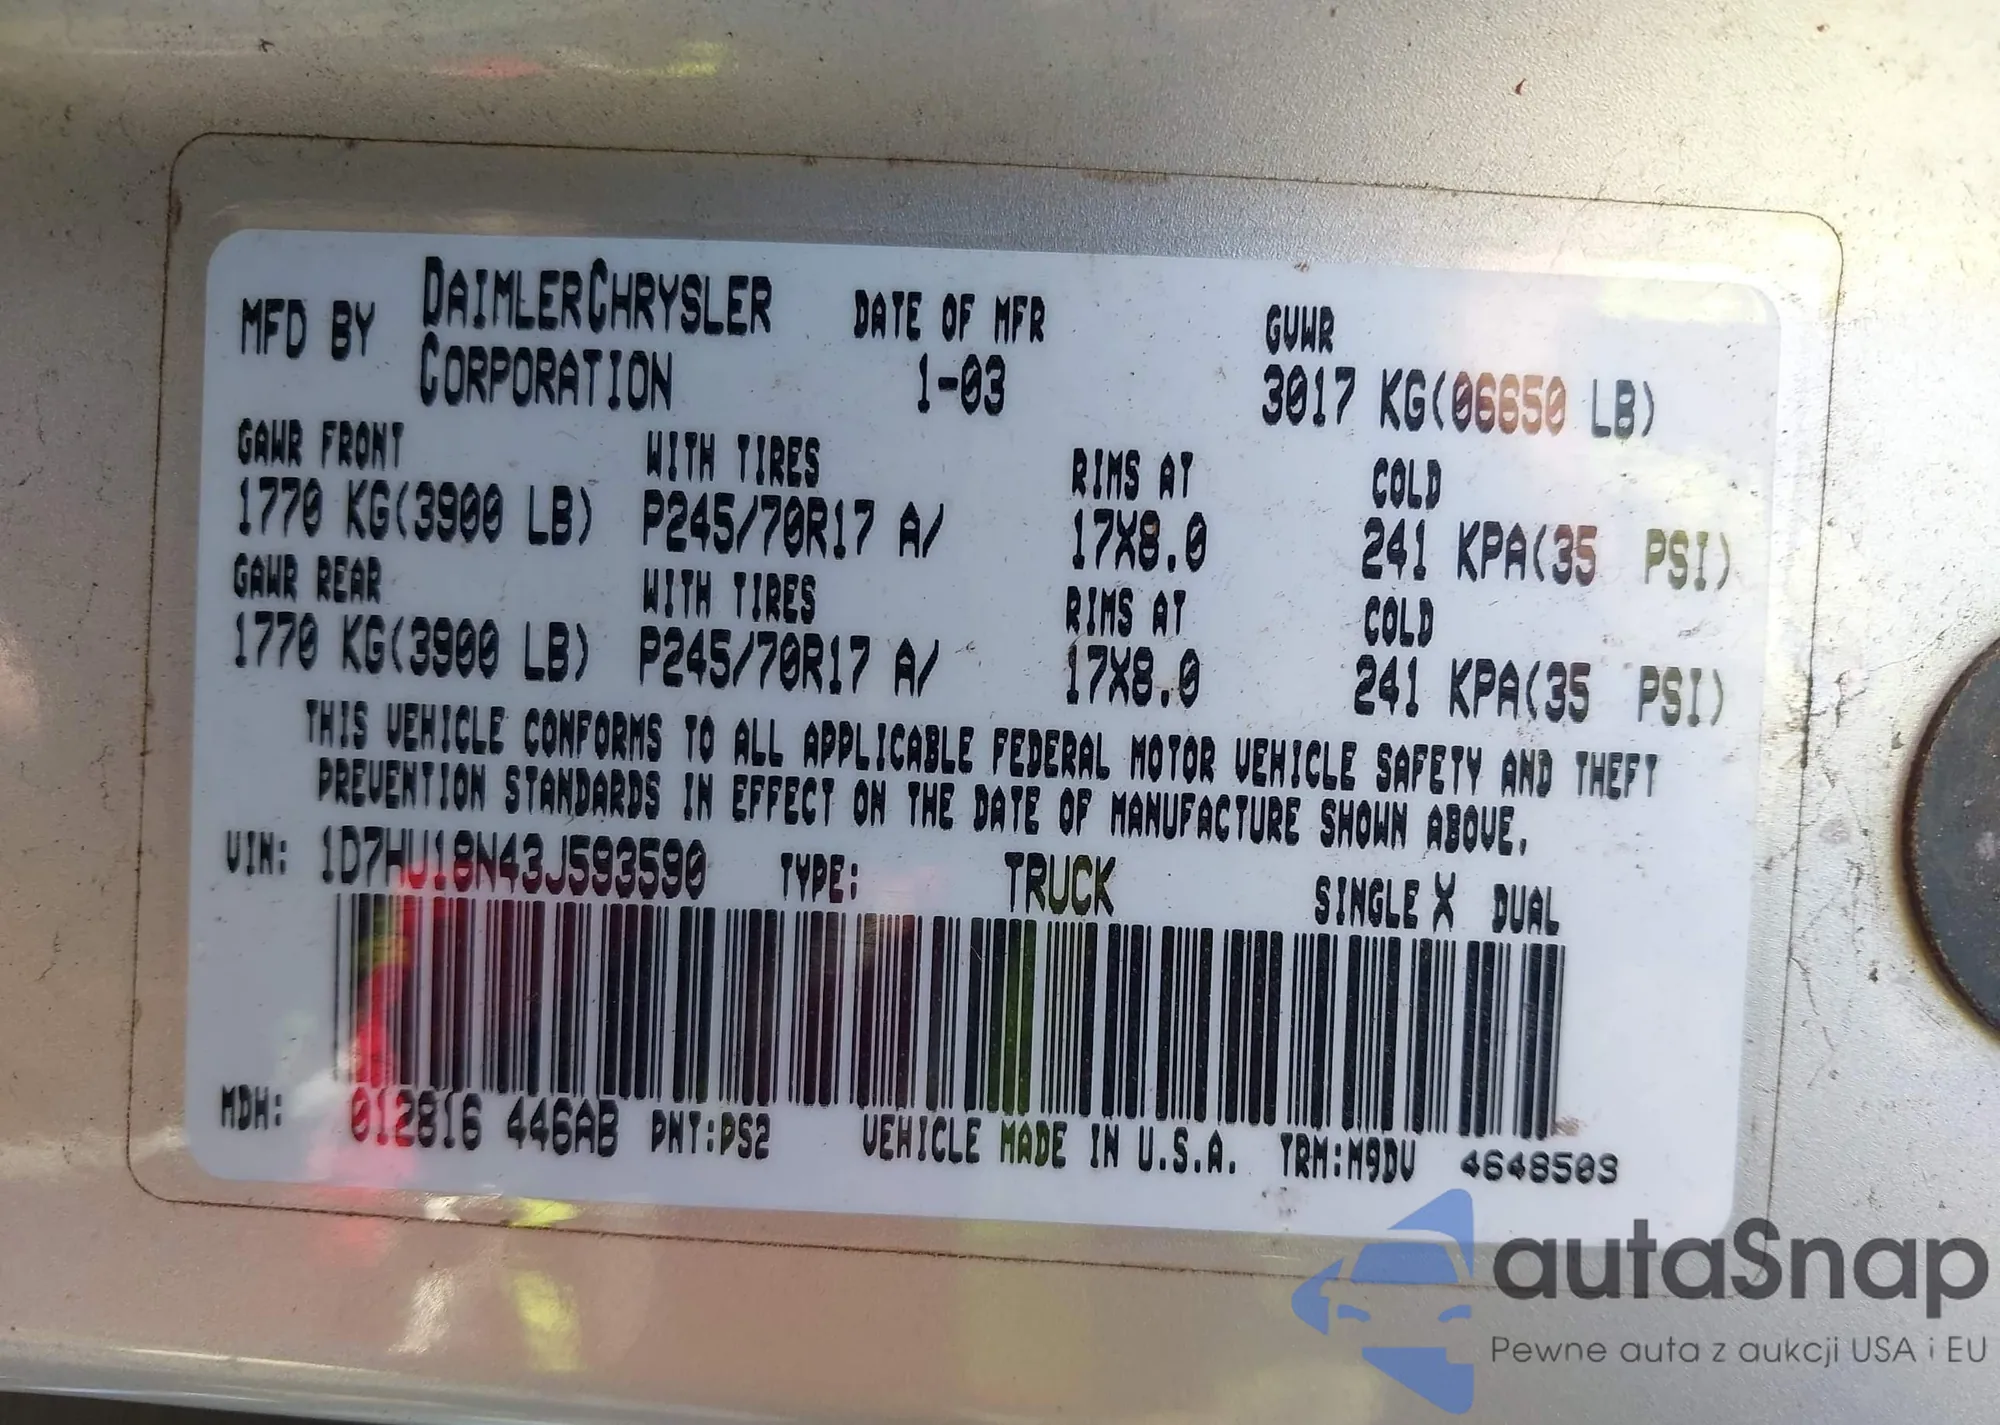 MFD BY DAIMLERCHRYSLER CORPORATION DATE OF MFR 1-03 GVWR 3017 KG(06650 LB)
GAWR FRONT WITH TIRES RIMS AT COLD
1770 KG(3900 LB) P245/70R17 A/ 17X8.0 241 KPA(35 PSI)
GAWR REAR WITH TIRES RIMS AT COLD
1770 KG(3900 LB) P245/70R17 A/ 17X8.0 241 KPA(35 PSI)
THIS VEHICLE CONFORMS TO ALL APPLICABLE FEDERAL MOTOR VEHICLE SAFETY AND THEFT
PREVENTION STANDARDS IN EFFECT ON THE DATE OF MANUFACTURE SHOWN ABOVE.
VIN: 1D7HU18N43J593590 TYPE: TRUCK SINGLE X DUAL
MDH: 012816 446AB PNT:PS2 VEHICLE MADE IN U.S.A. TRM:M9DV 4648503
autaSnap
Pewne auta z aukcji USA i EU